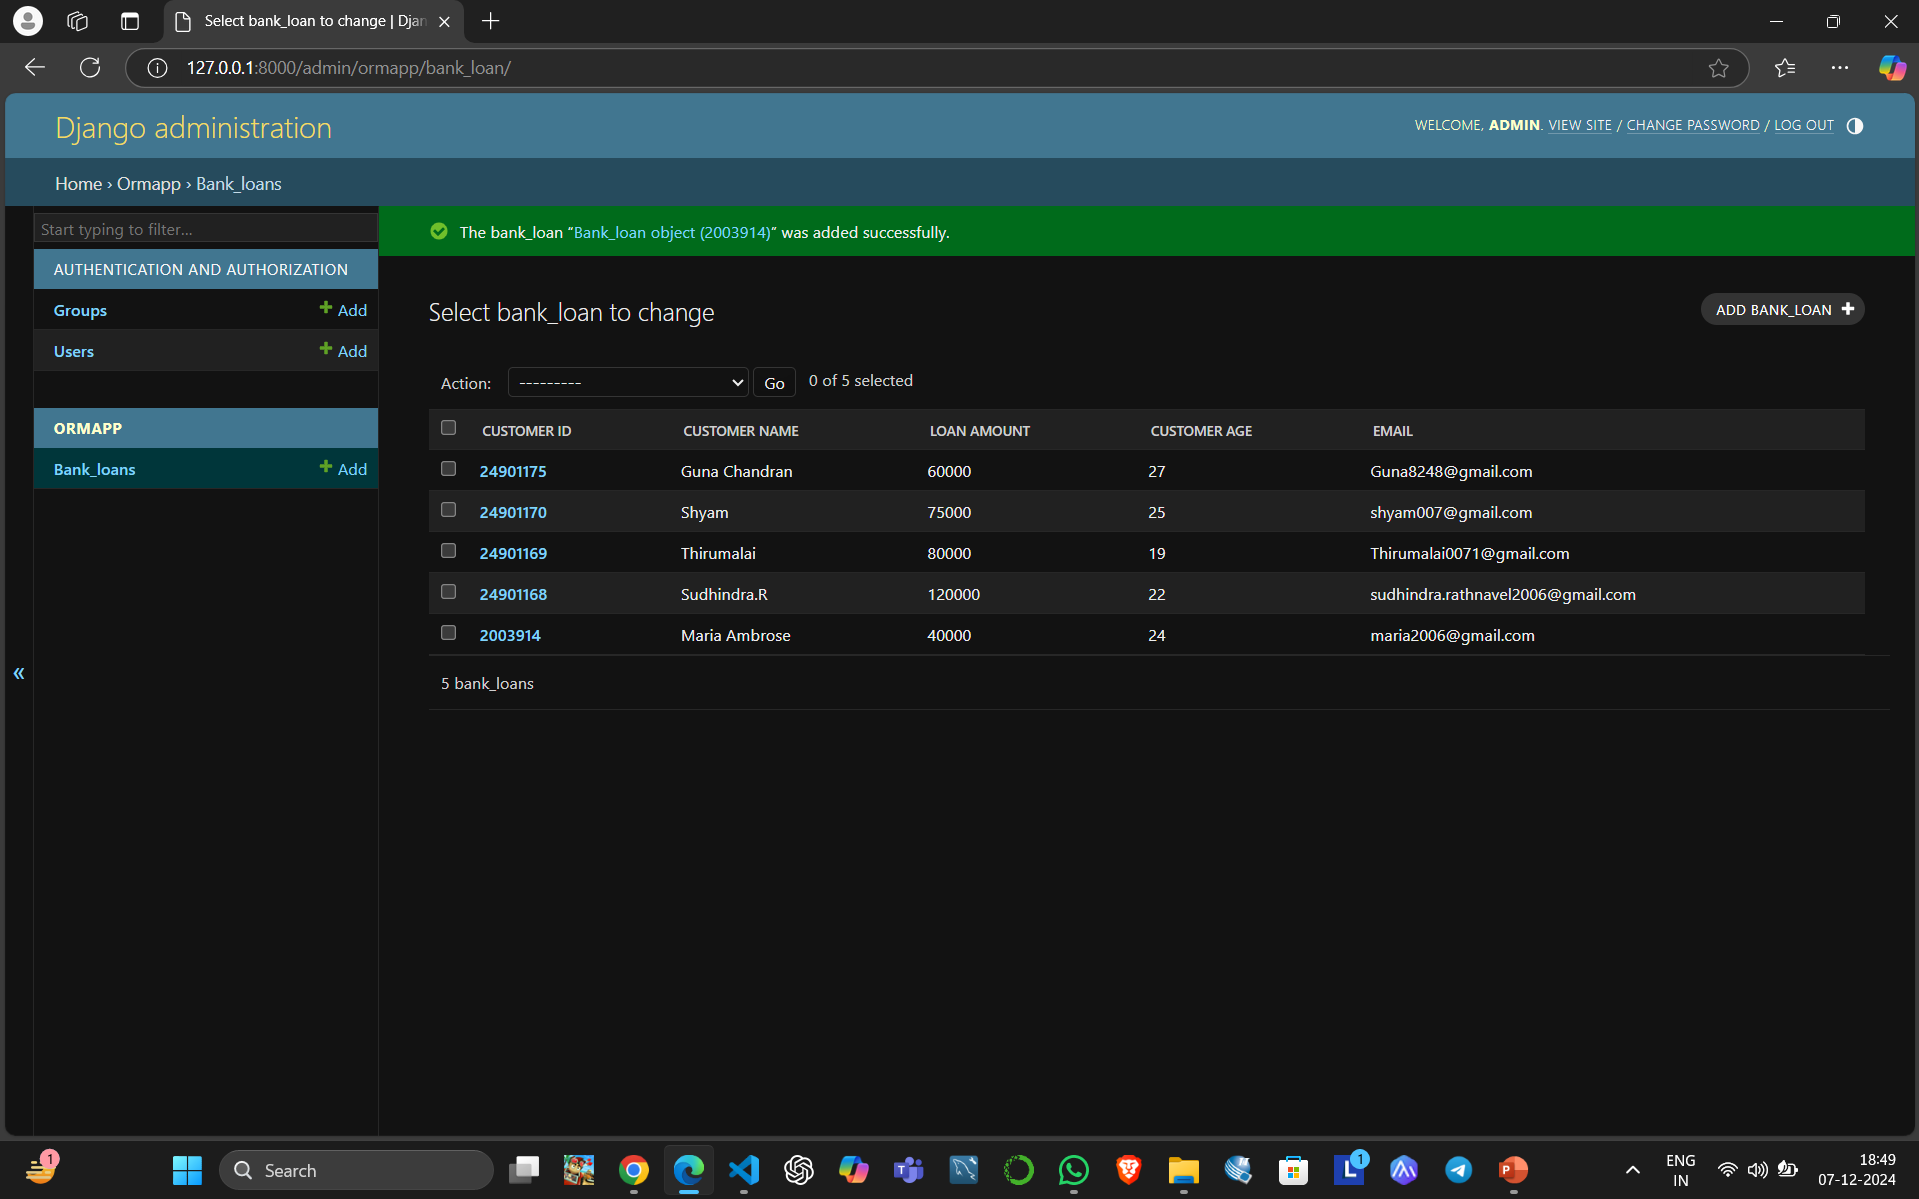 Select bank_loan to change | Djan
127.0.0.1:8000/admin/ormapp/bank_loan/
Django administration
WELCOME, ADMIN. VIEW SITE / CHANGE PASSWORD / LOG OUT
Home › Ormapp › Bank_loans
Start typing to filter...
AUTHENTICATION AND AUTHORIZATION
Groups Add
Users Add
ORMAPP
Bank_loans Add
«
The bank_loan “Bank_loan object (2003914)” was added successfully.
Select bank_loan to change
ADD BANK_LOAN
Action: --------- Go 0 of 5 selected
CUSTOMER ID CUSTOMER NAME LOAN AMOUNT CUSTOMER AGE EMAIL
24901175 Guna Chandran 60000 27 Guna8248@gmail.com
24901170 Shyam 75000 25 shyam007@gmail.com
24901169 Thirumalai 80000 19 Thirumalai0071@gmail.com
24901168 Sudhindra.R 120000 22 sudhindra.rathnavel2006@gmail.com
2003914 Maria Ambrose 40000 24 maria2006@gmail.com
5 bank_loans
1
Search
L 1
ENG
IN
18:49
07-12-2024